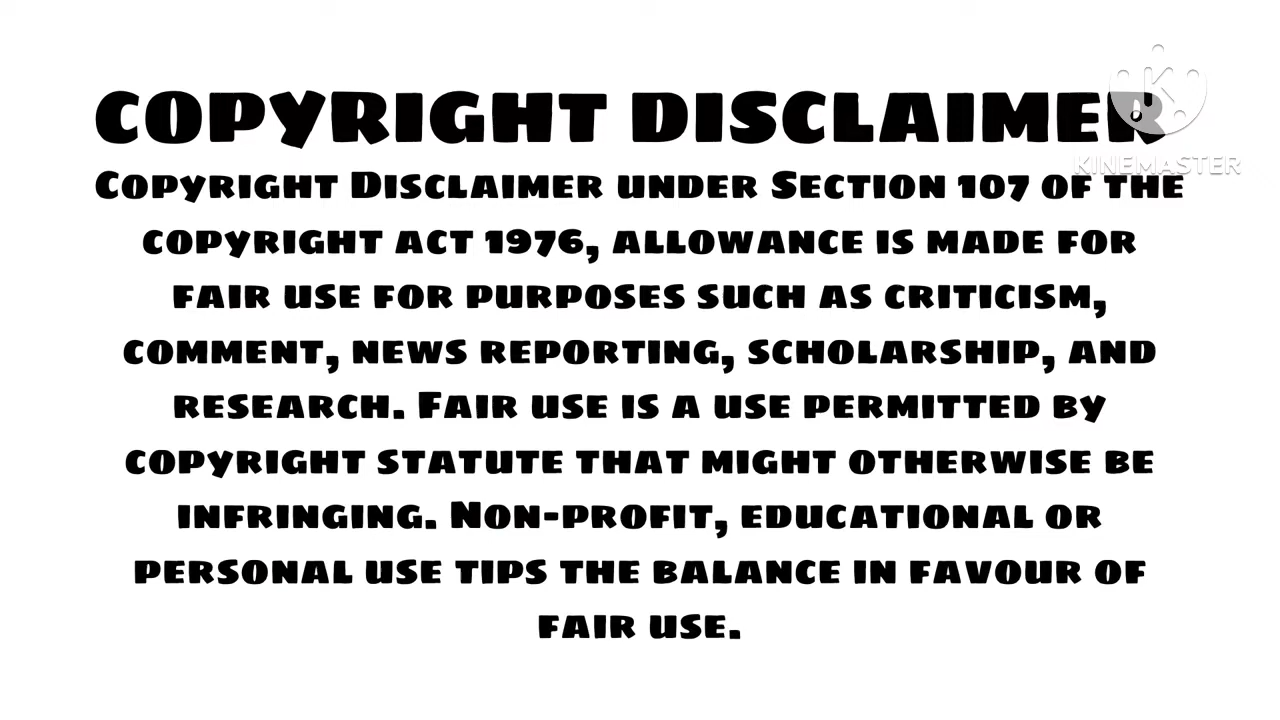 COPYRIGHT DISCLAIMER
KINEMASTER
Copyright Disclaimer under Section 107 of the
copyright act 1976, allowance is made for
fair use for purposes such as criticism,
comment, news reporting, scholarship, and
research. Fair use is a use permitted by
copyright statute that might otherwise be
infringing. Non-profit, educational or
personal use tips the balance in favour of
fair use.